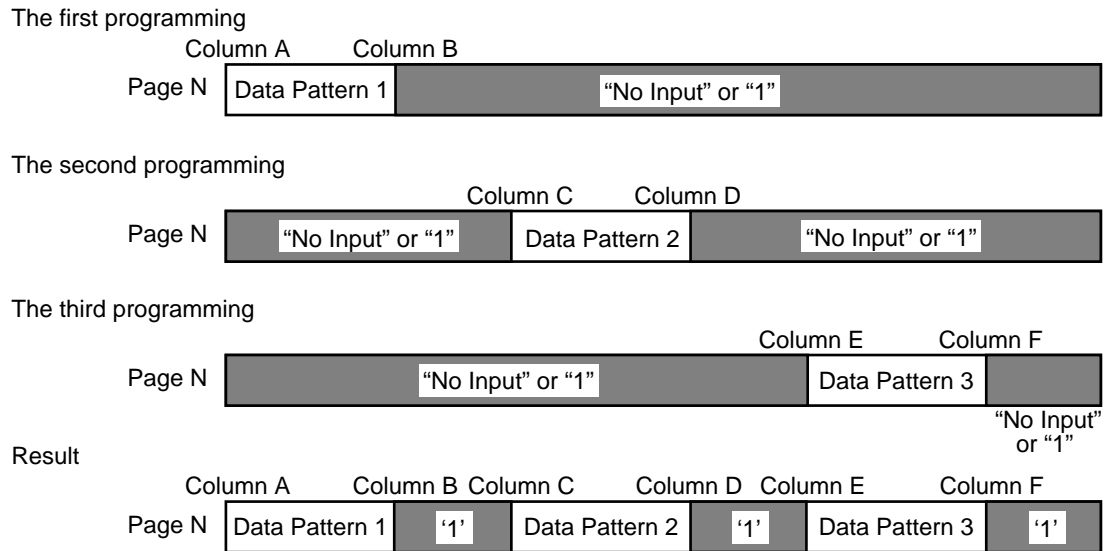 The first programming
Column A Column B
Page N Data Pattern 1 “No Input” or “1”
The second programming
Column C Column D
Page N “No Input” or “1” Data Pattern 2 “No Input” or “1”
The third programming
Column E Column F
Page N “No Input” or “1” Data Pattern 3
“No Input”
or “1”
Result
Column A Column B Column C Column D Column E Column F
Page N Data Pattern 1 ‘1’ Data Pattern 2 ‘1’ Data Pattern 3 ‘1’